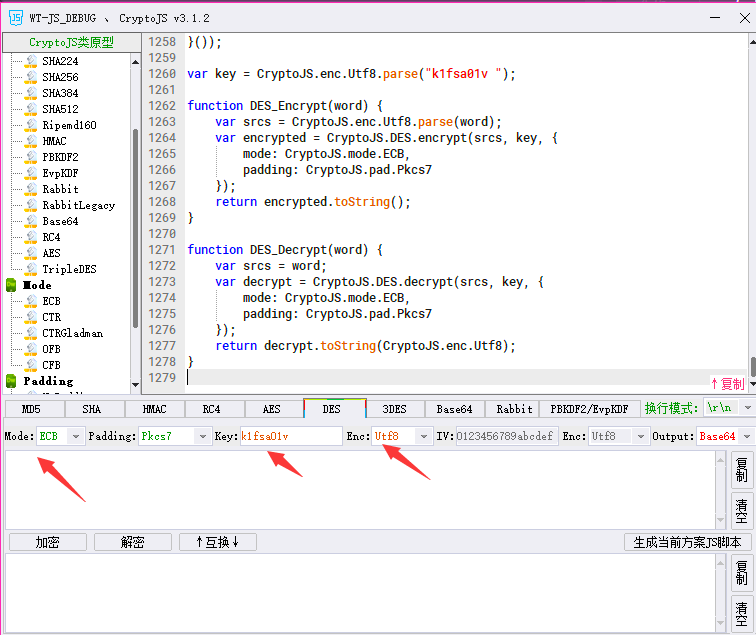 WT-JS_DEBUG 、 CryptoJS v3.1.2
CryptoJS类原型
SHA224
SHA256
SHA384
SHA512
Ripemd160
HMAC
PBKDF2
EvpKDF
Rabbit
RabbitLegacy
Base64
RC4
AES
TripleDES
Mode
ECB
CTR
CTRGladman
OFB
CFB
Padding
1258 }());
1259
1260 var key = CryptoJS.enc.Utf8.parse("k1fsa01v ");
1261
1262 function DES_Encrypt(word) {
1263     var srcs = CryptoJS.enc.Utf8.parse(word);
1264     var encrypted = CryptoJS.DES.encrypt(srcs, key, {
1265         mode: CryptoJS.mode.ECB,
1266         padding: CryptoJS.pad.Pkcs7
1267     });
1268     return encrypted.toString();
1269 }
1270
1271 function DES_Decrypt(word) {
1272     var srcs = word;
1273     var decrypt = CryptoJS.DES.decrypt(srcs, key, {
1274         mode: CryptoJS.mode.ECB,
1275         padding: CryptoJS.pad.Pkcs7
1276     });
1277     return decrypt.toString(CryptoJS.enc.Utf8);
1278 }
1279
↑复制
MD5 SHA HMAC RC4 AES DES 3DES Base64 Rabbit PBKDF2/EvpKDF 换行模式: \r\n
Mode: ECB Padding: Pkcs7 Key: k1fsa01v Enc: Utf8 IV: 0123456789abcdef Enc: Utf8 Output: Base64
复制
清空
加密 解密 ↑互换↓ 生成当前方案JS脚本
复制
清空